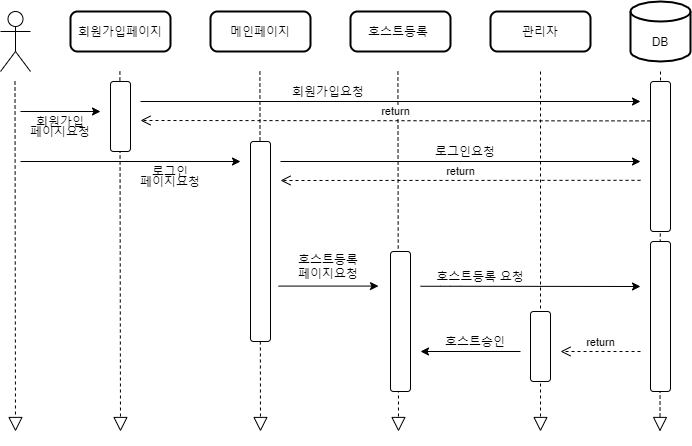 회원가입페이지
메인페이지
호스트등록
관리자
DB
회원가입요청
return
회원가입
페이지요청
로그인요청
return
로그인
페이지요청
호스트등록
페이지요청
호스트등록 요청
호스트승인
return